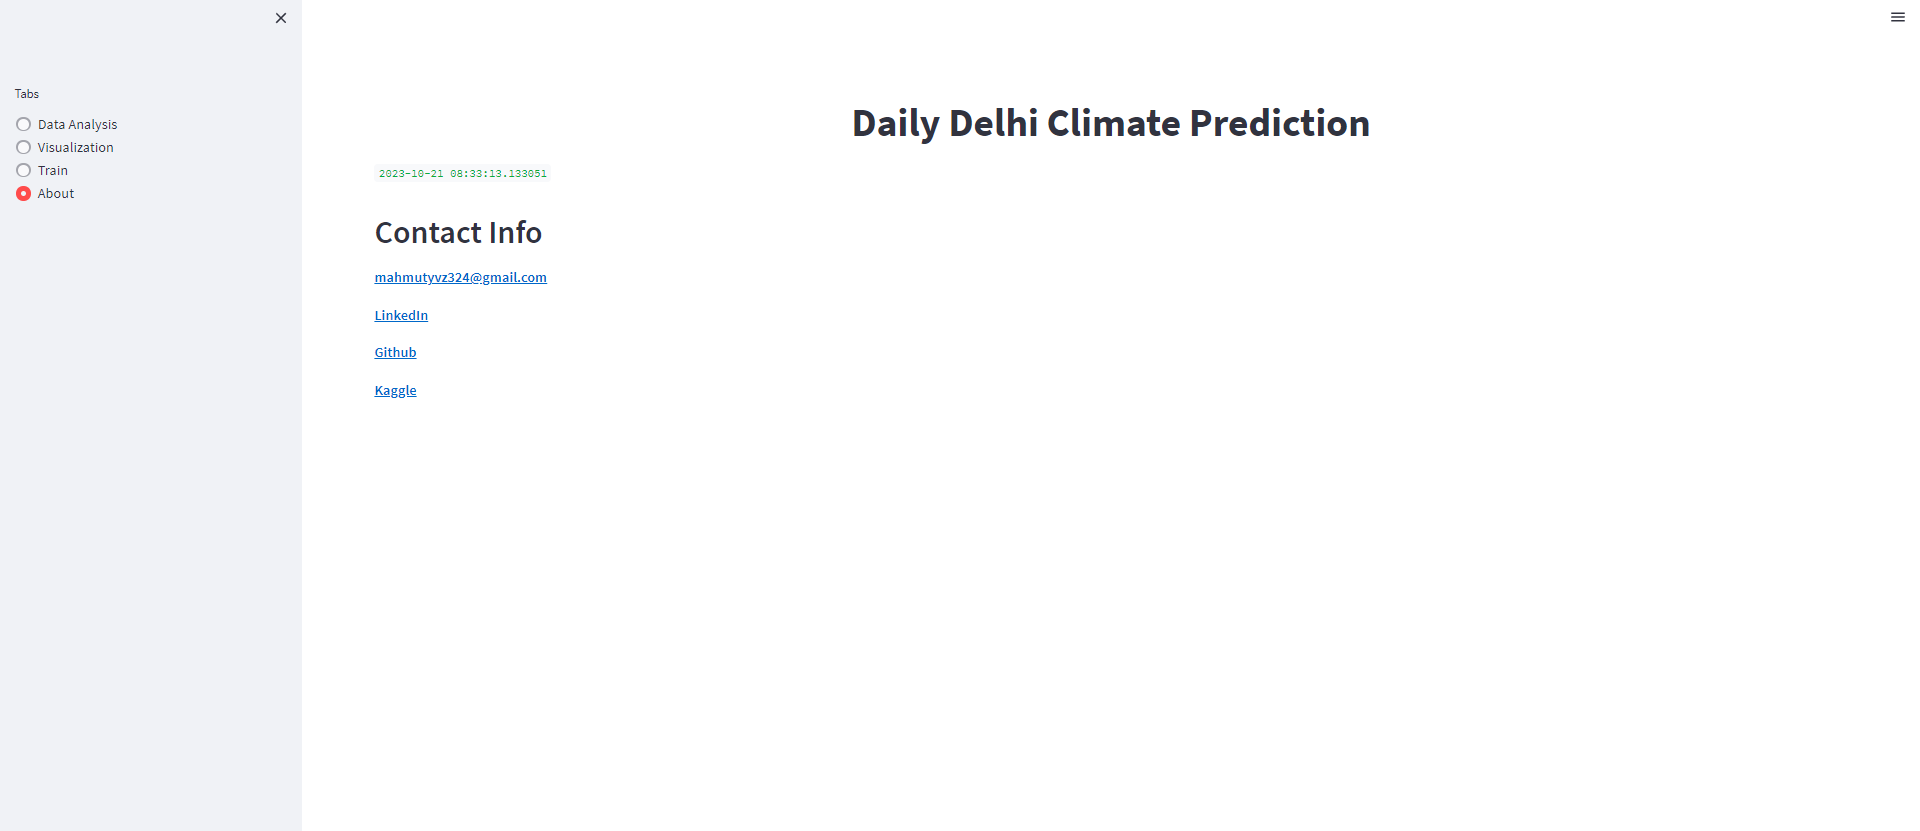 Tabs
Data Analysis
Visualization
Train
About
Daily Delhi Climate Prediction
2023-10-21 08:33:13.133051
Contact Info
mahmutyvz324@gmail.com
LinkedIn
Github
Kaggle